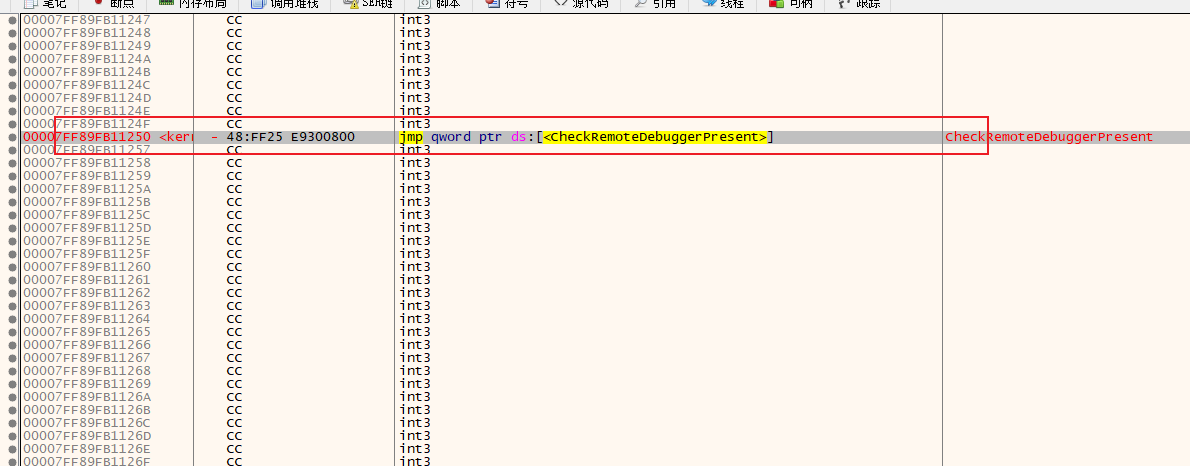 笔记 断点 内存布局 调用堆栈 SEH链 脚本 符号 源代码 引用 线程 句柄 跟踪
00007FF89FB11247 CC int3
00007FF89FB11248 CC int3
00007FF89FB11249 CC int3
00007FF89FB1124A CC int3
00007FF89FB1124B CC int3
00007FF89FB1124C CC int3
00007FF89FB1124D CC int3
00007FF89FB1124E CC int3
00007FF89FB1124F CC int3
00007FF89FB11250 <kern - 48:FF25 E9300800 jmp qword ptr ds:[<CheckRemoteDebuggerPresent>] CheckRemoteDebuggerPresent
00007FF89FB11257 CC int3
00007FF89FB11258 CC int3
00007FF89FB11259 CC int3
00007FF89FB1125A CC int3
00007FF89FB1125B CC int3
00007FF89FB1125C CC int3
00007FF89FB1125D CC int3
00007FF89FB1125E CC int3
00007FF89FB1125F CC int3
00007FF89FB11260 CC int3
00007FF89FB11261 CC int3
00007FF89FB11262 CC int3
00007FF89FB11263 CC int3
00007FF89FB11264 CC int3
00007FF89FB11265 CC int3
00007FF89FB11266 CC int3
00007FF89FB11267 CC int3
00007FF89FB11268 CC int3
00007FF89FB11269 CC int3
00007FF89FB1126A CC int3
00007FF89FB1126B CC int3
00007FF89FB1126C CC int3
00007FF89FB1126D CC int3
00007FF89FB1126E CC int3
00007FF89FB1126F CC int3